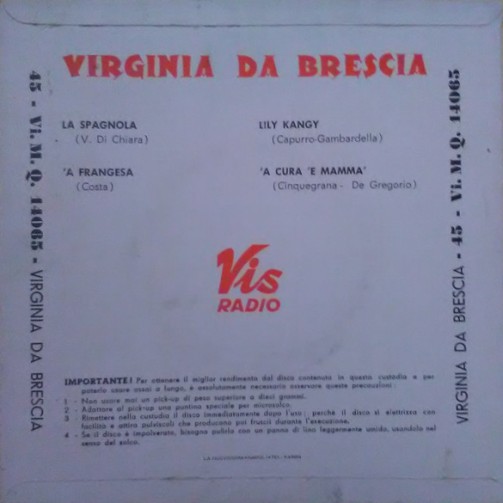 VIRGINIA DA BRESCIA
LA SPAGNOLA
(V. Di Chiara)
LILY KANGY
(Capurro-Gambardella)
'A FRANGESA
(Costa)
'A CURA 'E MAMMA'
(Cinquegrana - De Gregorio)
45 - Vi. M. Q. 14065 - VIRGINIA DA BRESCIA
VIRGINIA DA BRESCIA - 45 - Vi. M. Q. 14065
Vis
RADIO
IMPORTANTE! Per ottenere il miglior rendimento dal disco contenuto in questa custodia e per
poterlo usare assai a lungo, è assolutamente necessario osservare queste precauzioni:
1 - Non usare mai un pick-up di peso superiore a dieci grammi.
2 - Adottare al pick-up una puntina speciale per microsolco.
3 - Rimettere nella custodia il disco immediatamente dopo l'uso; perchè il disco si elettrizza con
facilità e attira pulviscoli che producono poi fruscii durante l'esecuzione.
4 - Se il disco è impolverato, bisogna pulirlo con un panno di lino leggermente umido, usandolo nel
senso del solco.